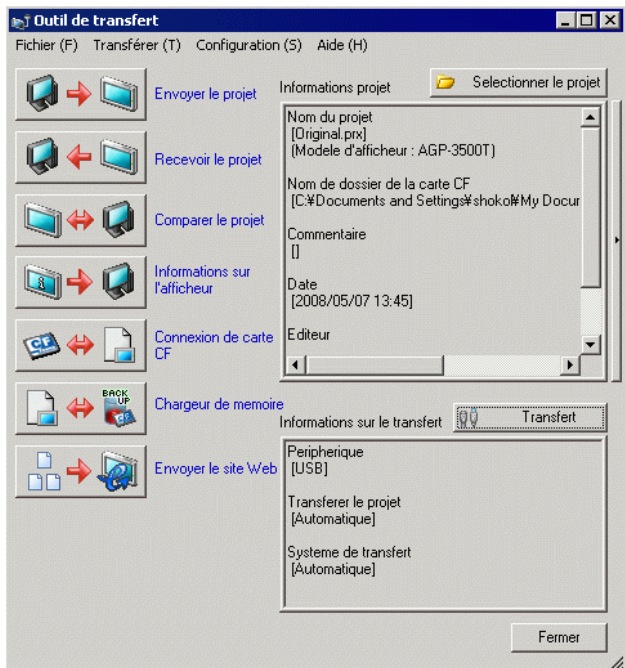 Outil de transfert
Fichier (F) Transférer (T) Configuration (S) Aide (H)
Envoyer le projet
Recevoir le projet
Comparer le projet
Informations sur
l'afficheur
Connexion de carte
CF
Chargeur de memoire
BACK
UP
Envoyer le site Web
Informations projet
Selectionner le projet
Nom du projet
[Original.prx]
(Modele d'afficheur : AGP-3500T)
Nom de dossier de la carte CF
[C:¥Documents and Settings¥shoko¥My Docur
Commentaire
[]
Date
[2008/05/07 13:45]
Editeur
Informations sur le transfert
Transfert
Peripherique
[USB]
Transferer le projet
[Automatique]
Systeme de transfert
[Automatique]
Fermer